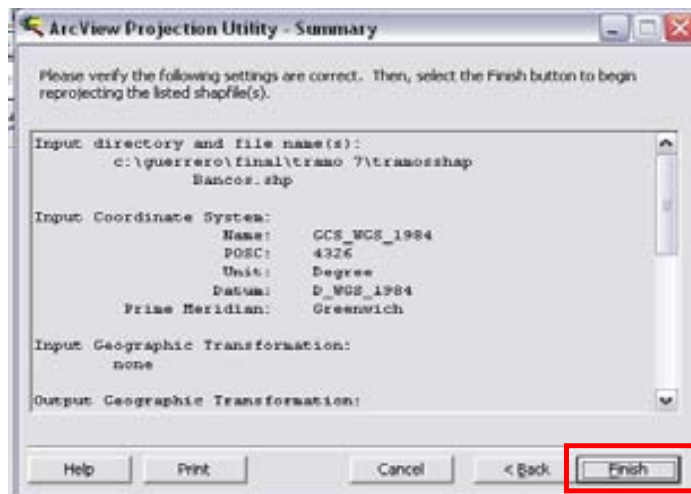 ArcView Projection Utility - Summary
Please verify the following settings are correct. Then, select the Finish button to begin
reprojecting the listed shapfile(s).
Input directory and file name(s):
c:\guerrero\final\tramo 7\tramosshap
Bancos.shp
Input Coordinate System:
Name: GCS_WGS_1984
POSC: 4326
Unit: Degree
Datum: D_WGS_1984
Prime Meridian: Greenwich
Input Geographic Transformation:
none
Output Geographic Transformation:
Help Print Cancel < Back Finish